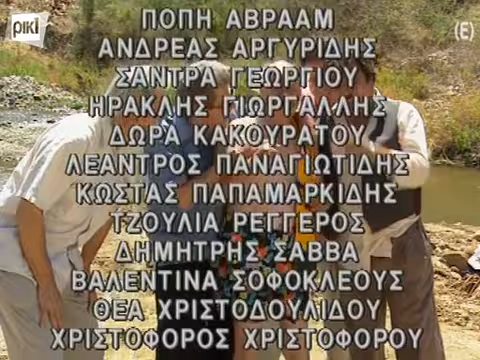 ΡΙΚ1
(Ε)
ΠΟΠΗ ΑΒΡΑΑΜ
ΑΝΔΡΕΑΣ ΑΡΓΥΡΙΔΗΣ
ΣΑΝΤΡΑ ΓΕΩΡΓΙΟΥ
ΗΡΑΚΛΗΣ ΓΙΩΡΓΑΛΛΗΣ
ΔΩΡΑ ΚΑΚΟΥΡΑΤΟΥ
ΛΕΑΝΤΡΟΣ ΠΑΝΑΓΙΩΤΙΔΗΣ
ΚΩΣΤΑΣ ΠΑΠΑΜΑΡΚΙΔΗΣ
ΤΖΟΥΛΙΑ ΡΕΓΓΕΡΟΣ
ΔΗΜΗΤΡΗΣ ΣΑΒΒΑ
ΒΑΛΕΝΤΙΝΑ ΣΟΦΟΚΛΕΟΥΣ
ΘΕΑ ΧΡΙΣΤΟΔΟΥΛΙΔΟΥ
ΧΡΙΣΤΟΦΟΡΟΣ ΧΡΙΣΤΟΦΟΡΟΥ